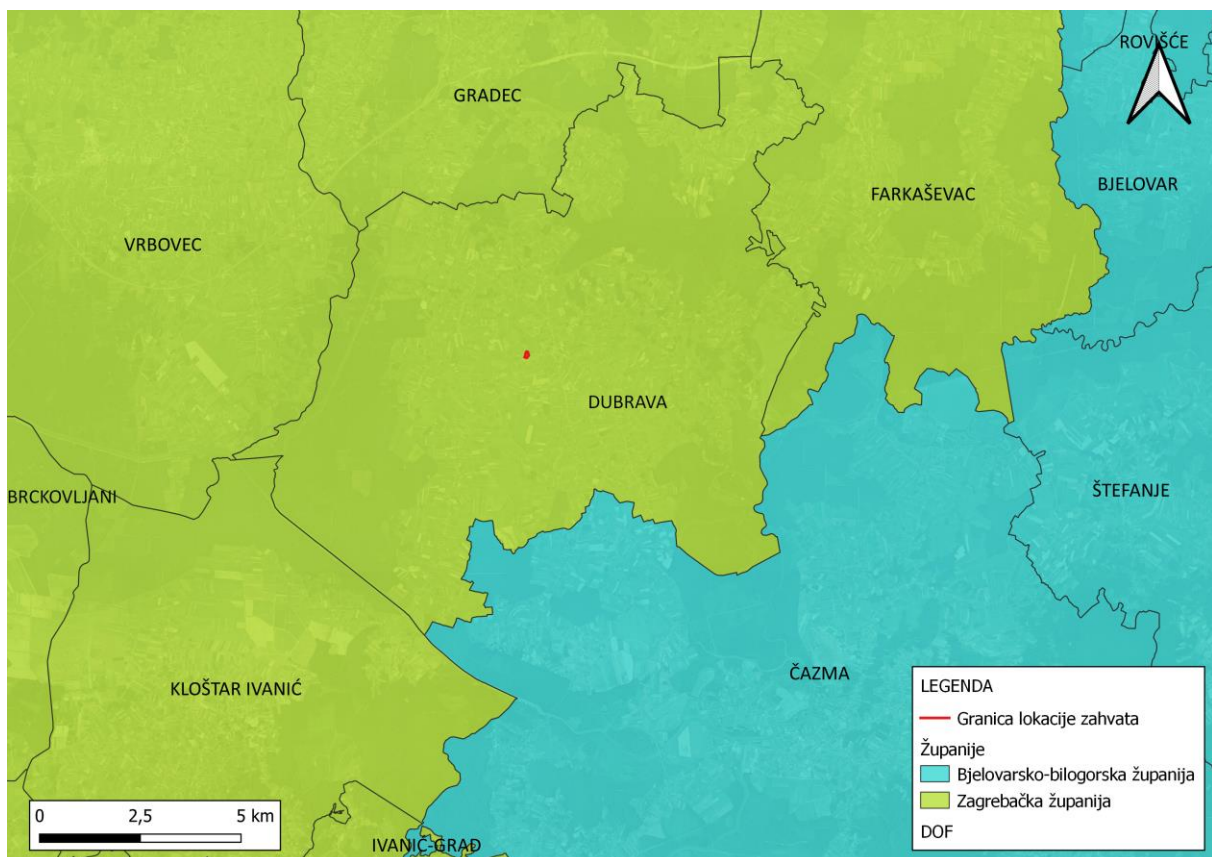 ROVIŠĆE
GRADEC
BJELOVAR
FARKAŠEVAC
VRBOVEC
DUBRAVA
BRCKOVLJANI
ŠTEFANJE
ČAZMA
KLOŠTAR IVANIĆ
IVANIĆ-GRAD
LEGENDA
Granica lokacije zahvata
Županije
Bjelovarsko-bilogorska županija
Zagrebačka županija
DOF
0 2,5 5 km